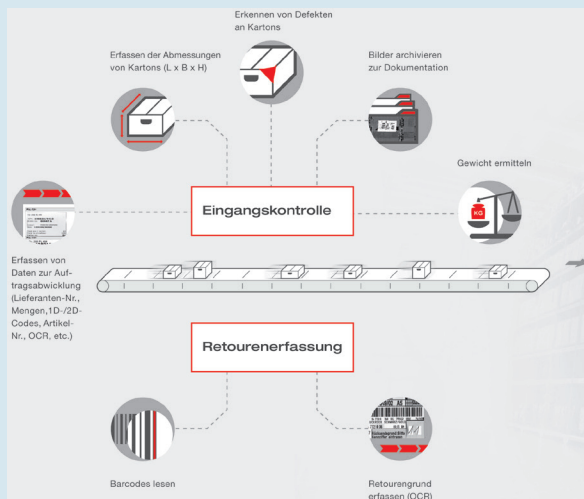 Erkennen von Defekten
an Kartons
Erfassen der Abmessungen
von Kartons (L x B x H)
Bilder archivieren
zur Dokumentation
Gewicht ermitteln
KG
Eingangskontrolle
Erfassen von
Daten zur Auf-
tragsabwicklung
(Lieferanten-Nr.,
Mengen,1D-/2D-
Codes, Artikel-
Nr., OCR, etc.)
Retourenerfassung
Barcodes lesen
Retourengrund
erfassen (OCR)